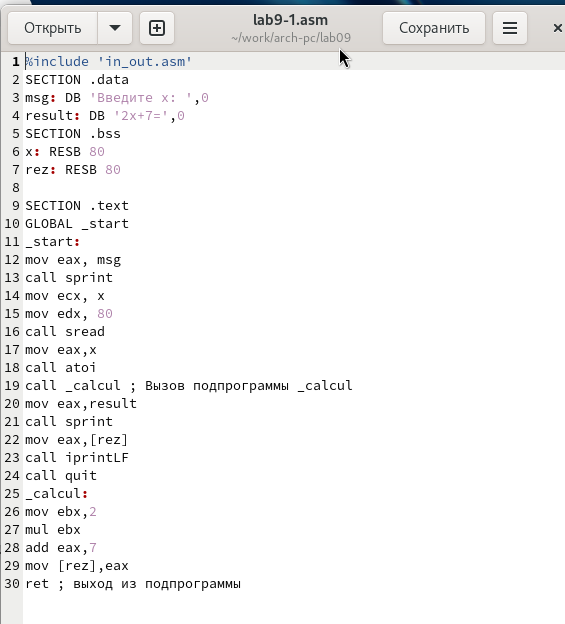 Открыть
lab9-1.asm
~/work/arch-pc/lab09
Сохранить
1 %include 'in_out.asm'
2 SECTION .data
3 msg: DB 'Введите x: ',0
4 result: DB '2x+7=',0
5 SECTION .bss
6 x: RESB 80
7 rez: RESB 80
8
9 SECTION .text
10 GLOBAL _start
11 _start:
12 mov eax, msg
13 call sprint
14 mov ecx, x
15 mov edx, 80
16 call sread
17 mov eax,x
18 call atoi
19 call _calcul ; Вызов подпрограммы _calcul
20 mov eax,result
21 call sprint
22 mov eax,[rez]
23 call iprintLF
24 call quit
25 _calcul:
26 mov ebx,2
27 mul ebx
28 add eax,7
29 mov [rez],eax
30 ret ; выход из подпрограммы